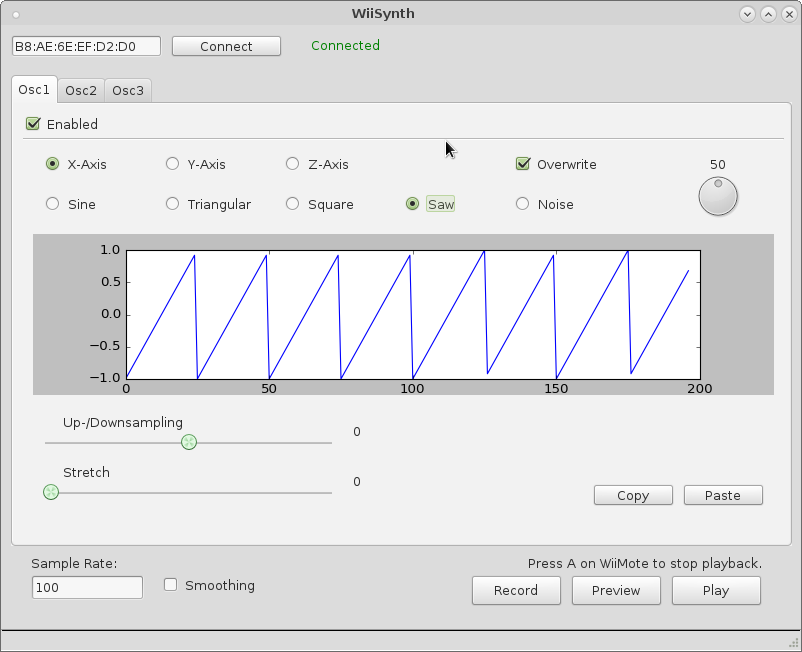 WiiSynth
B8:AE:6E:EF:D2:D0 Connect Connected
Osc1 Osc2 Osc3
Enabled
X-Axis Y-Axis Z-Axis Overwrite 50
Sine Triangular Square Saw Noise
1.0
0.5
0.0
−0.5
−1.0
0 50 100 150 200
Up-/Downsampling
0
Stretch
0
Copy Paste
Sample Rate: Press A on WiiMote to stop playback.
100 Smoothing Record Preview Play